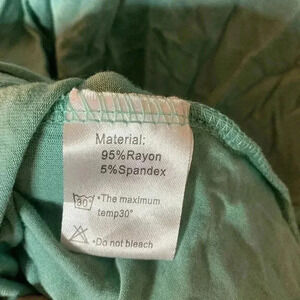 Material:
95%Rayon
5%Spandex
30° •The maximum
temp30°
•Do not bleach